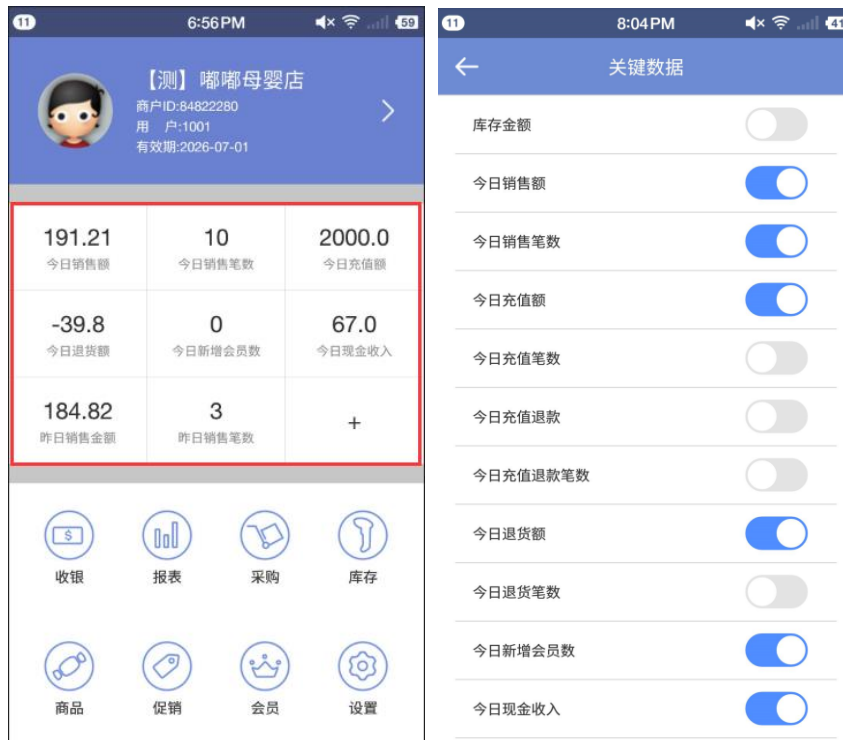 11
6:56PM
59
【测】嘟嘟母婴店
商户ID:84822280
用 户:1001
有效期:2026-07-01
191.21
10
2000.0
今日销售额
今日销售笔数
今日充值额
-39.8
0
67.0
今日退货额
今日新增会员数
今日现金收入
184.82
3
+
昨日销售金额
昨日销售笔数
$
收银
报表
采购
库存
商品
促销
会员
设置
11
8:04PM
41
关键数据
库存金额
今日销售额
今日销售笔数
今日充值额
今日充值笔数
今日充值退款
今日充值退款笔数
今日退货额
今日退货笔数
今日新增会员数
今日现金收入